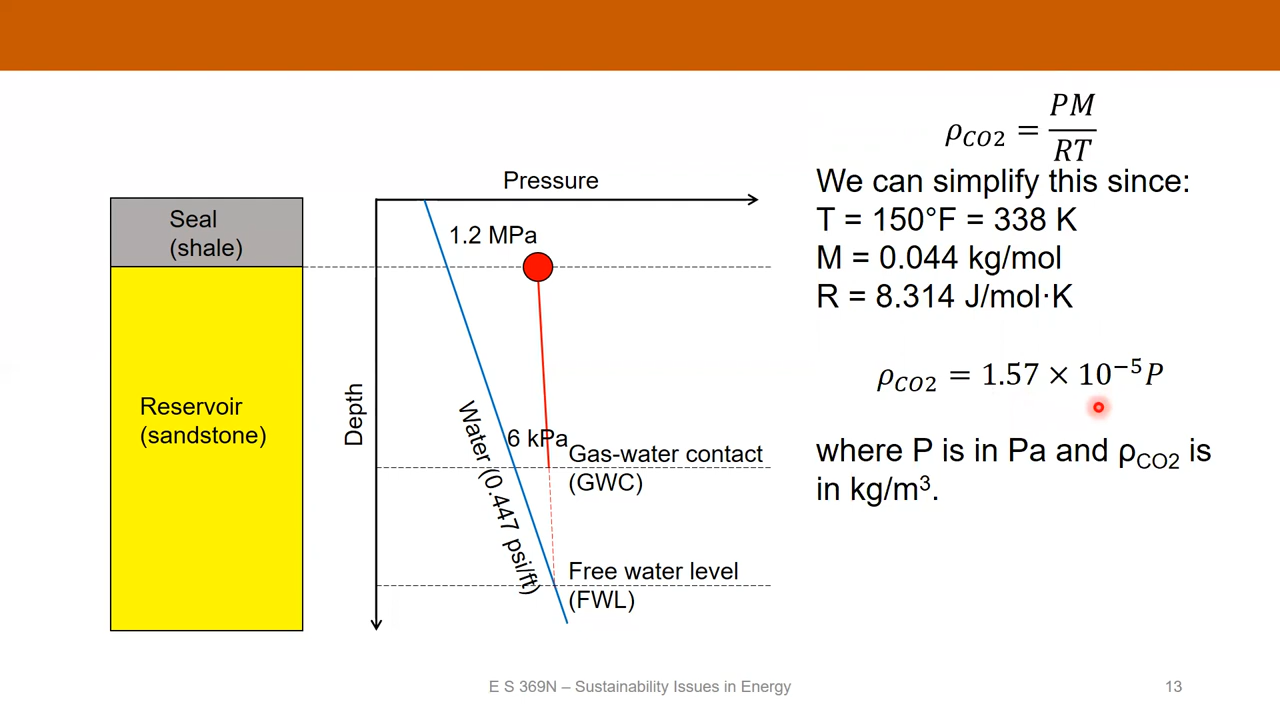 Pressure
Seal
(shale)
1.2 MPa
Reservoir
(sandstone)
Depth
Water (0.447 psi/ft)
6 kPa
Gas-water contact
(GWC)
Free water level
(FWL)
ρ_CO2 = PM/RT
We can simplify this since:
T = 150°F = 338 K
M = 0.044 kg/mol
R = 8.314 J/mol·K
ρ_CO2 = 1.57 × 10⁻⁵P
where P is in Pa and ρ_CO2 is
in kg/m³.
E S 369N – Sustainability Issues in Energy
13